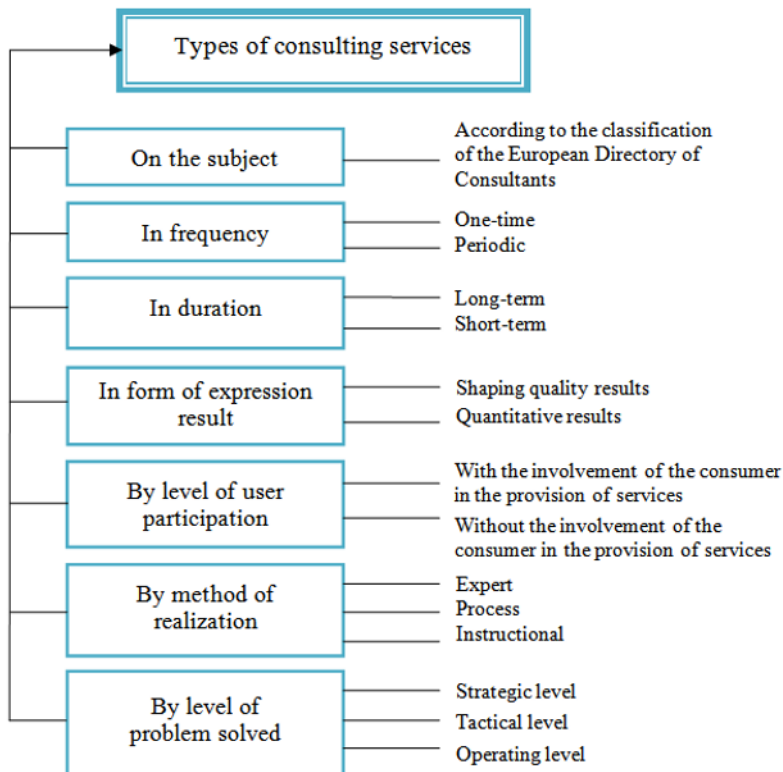 Types of consulting services
On the subject
According to the classification
of the European Directory of
Consultants
In frequency
One-time
Periodic
In duration
Long-term
Short-term
In form of expression
result
Shaping quality results
Quantitative results
By level of user
participation
With the involvement of the consumer
in the provision of services
Without the involvement of the
consumer in the provision of services
By method of
realization
Expert
Process
Instructional
By level of
problem solved
Strategic level
Tactical level
Operating level